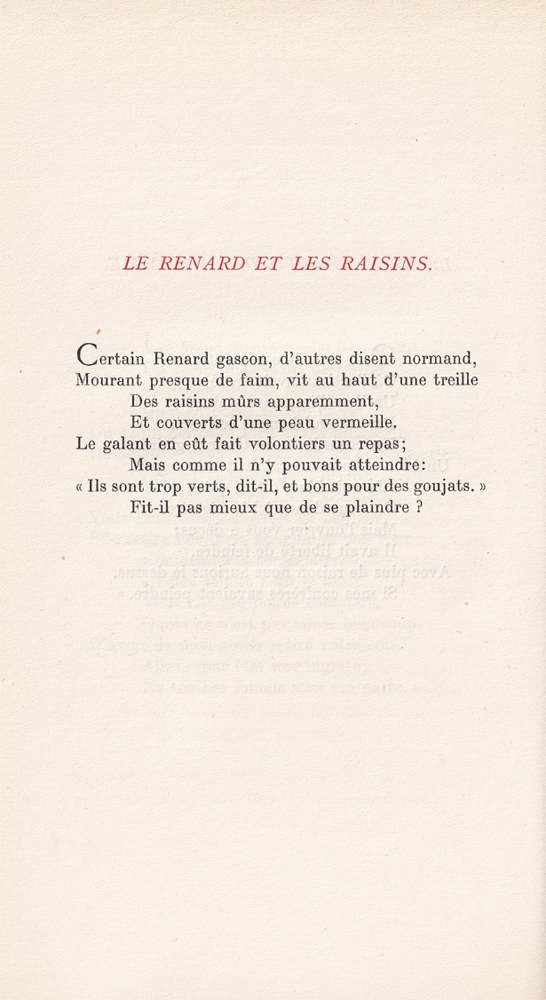 LE RENARD ET LES RAISINS.
Certain Renard gascon, d'autres disent normand,
Mourant presque de faim, vit au haut d'une treille
Des raisins mûrs apparemment,
Et couverts d'une peau vermeille.
Le galant en eût fait volontiers un repas;
Mais comme il n'y pouvait atteindre:
« Ils sont trop verts, dit-il, et bons pour des goujats. »
Fit-il pas mieux que de se plaindre ?